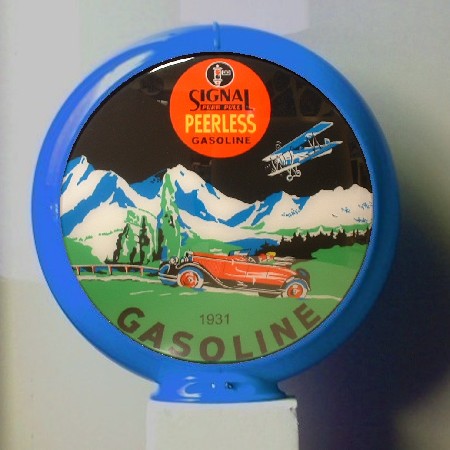 SIGNAL
PEERLESS
GASOLINE
1931
GASOLINE